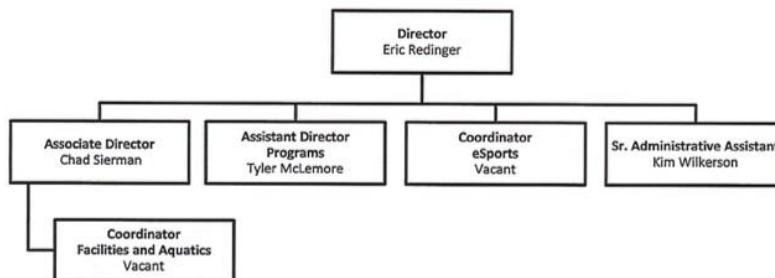 Director
Eric Redinger
Associate Director
Chad Sierman
Assistant Director
Programs
Tyler McLemore
Coordinator
eSports
Vacant
Sr. Administrative Assistant
Kim Wilkerson
Coordinator
Facilities and Aquatics
Vacant